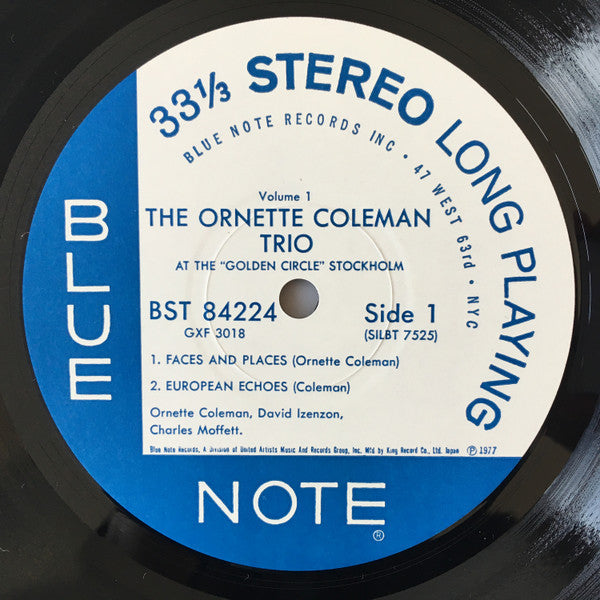 33⅓ STEREO LONG PLAYING
BLUE NOTE RECORDS INC • 47 WEST 63rd • NYC
Volume 1
THE ORNETTE COLEMAN
TRIO
AT THE "GOLDEN CIRCLE" STOCKHOLM
BST 84224 Side 1
GXF 3018 (SILBT 7525)
1. FACES AND PLACES (Ornette Coleman)
2. EUROPEAN ECHOES (Coleman)
Ornette Coleman, David Izenzon,
Charles Moffett.
Blue Note Records, A Division of United Artists Music And Records Group, Inc. Mf'd by King Record Co., Ltd. Japan Ⓟ 1977
BLUE
NOTE®